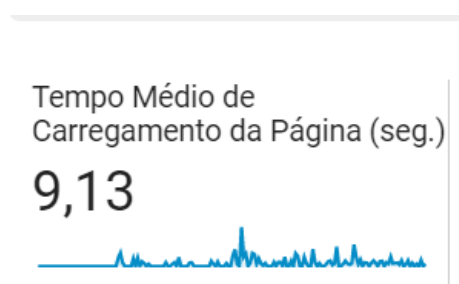 Tempo Médio de
Carregamento da Página (seg.)
9,13